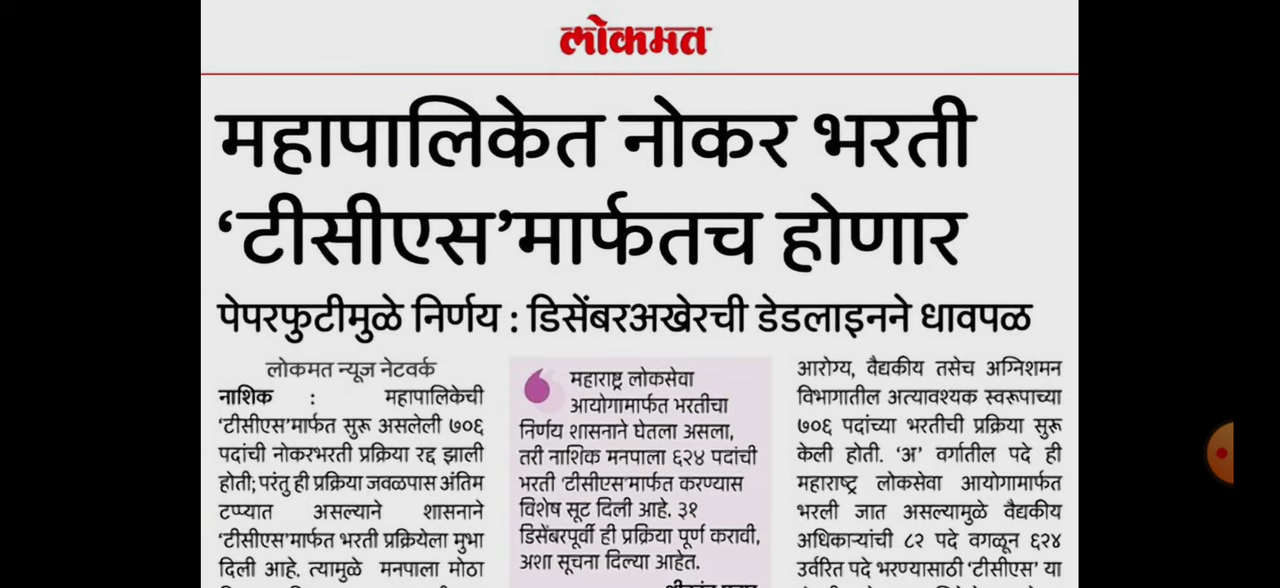 लोकमत
महापालिकेत नोकर भरती
‘टीसीएस’मार्फतच होणार
पेपरफुटीमुळे निर्णय : डिसेंबरअखेरची डेडलाइनने धावपळ
लोकमत न्यूज नेटवर्क
नाशिक : महापालिकेची
‘टीसीएस’मार्फत सुरू असलेली ७०६
पदांची नोकरभरती प्रक्रिया रद्द झाली
होती; परंतु ही प्रक्रिया जवळपास अंतिम
टप्प्यात असल्याने शासनाने
‘टीसीएस’मार्फत भरती प्रक्रियेला मुभा
दिली आहे. त्यामुळे मनपाला मोठा
महाराष्ट्र लोकसेवा
आयोगामार्फत भरतीचा
निर्णय शासनाने घेतला असला,
तरी नाशिक मनपाला ६२४ पदांची
भरती ‘टीसीएस’मार्फत करण्यास
विशेष सूट दिली आहे. ३१
डिसेंबरपूर्वी ही प्रक्रिया पूर्ण करावी,
अशा सूचना दिल्या आहेत.
आरोग्य, वैद्यकीय तसेच अग्निशमन
विभागातील अत्यावश्यक स्वरूपाच्या
७०६ पदांच्या भरतीची प्रक्रिया सुरू
केली होती. ‘अ’ वर्गातील पदे ही
महाराष्ट्र लोकसेवा आयोगामार्फत
भरली जात असल्यामुळे वैद्यकीय
अधिकाऱ्यांची ८२ पदे वगळून ६२४
उर्वरित पदे भरण्यासाठी ‘टीसीएस’ या